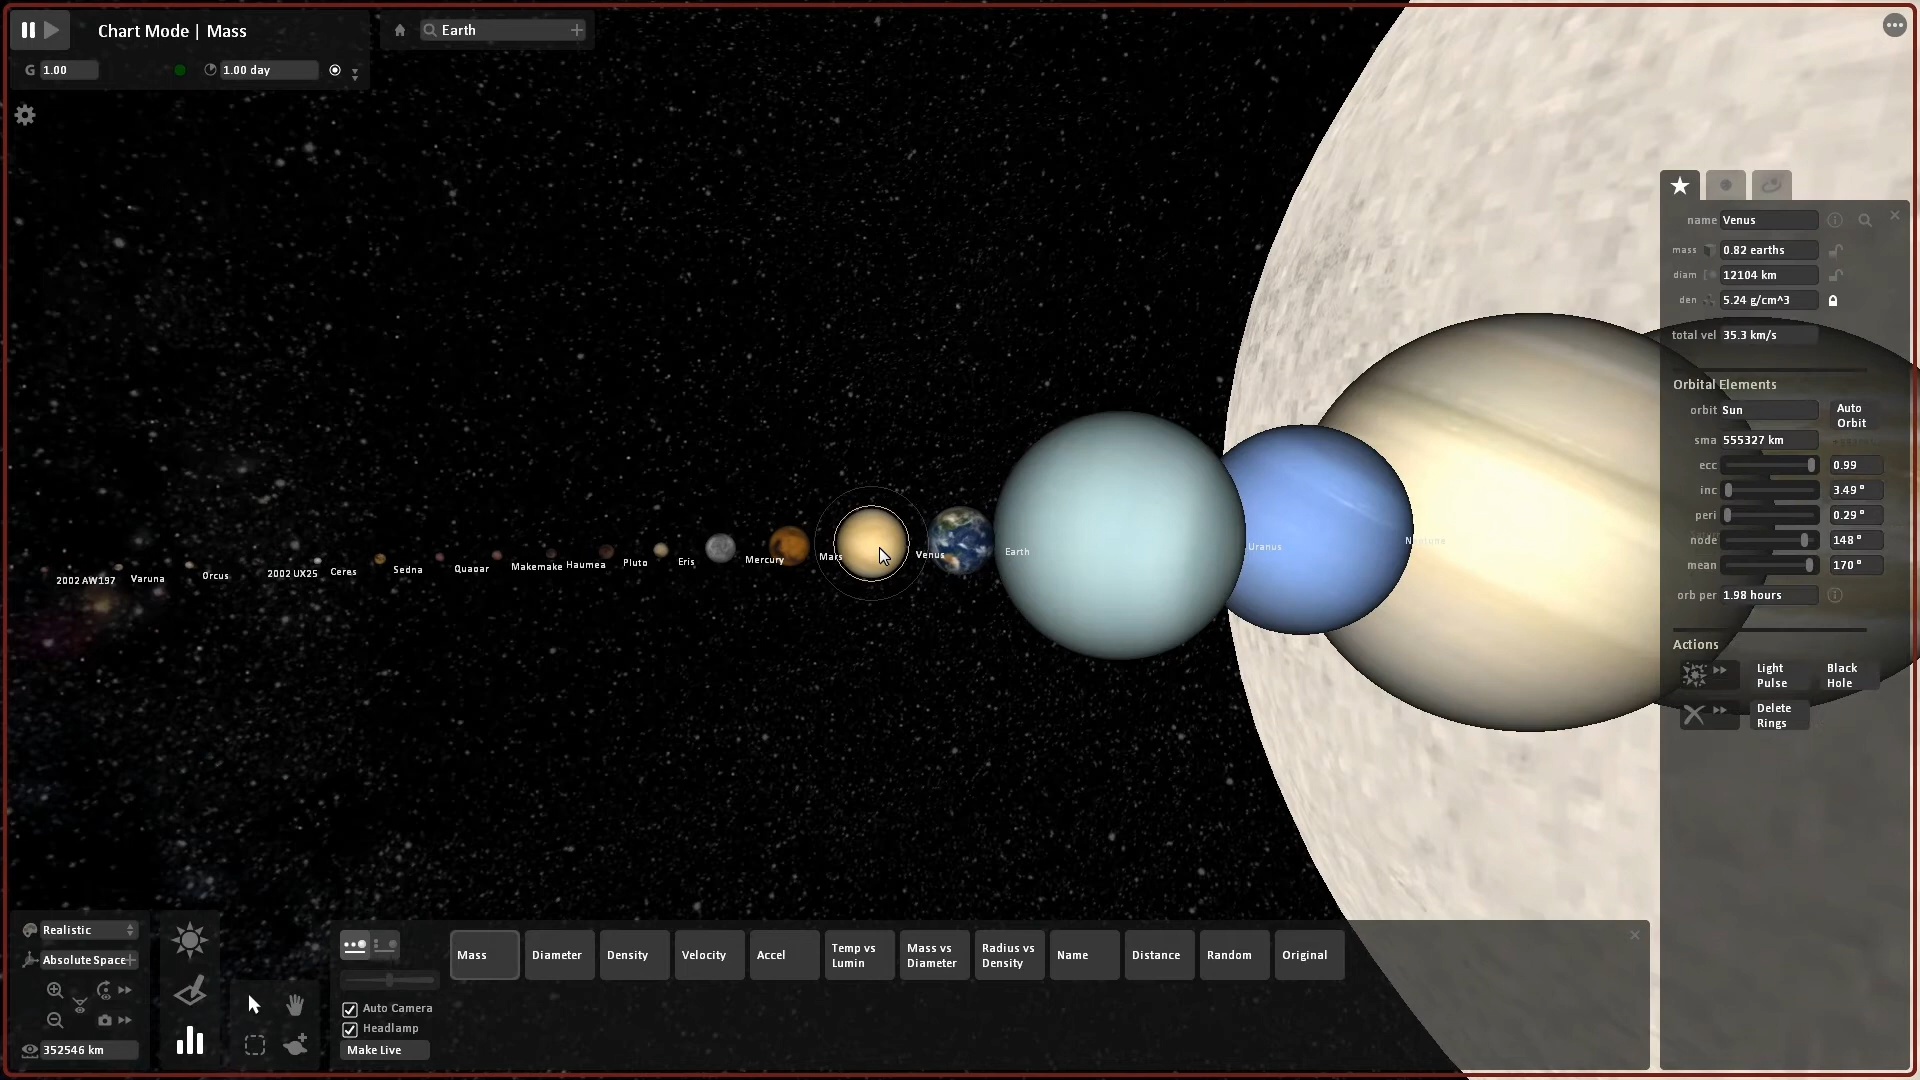 Chart Mode | Mass
Earth
G 1.00
1.00 day
name Venus
mass 0.82 earths
diam 12104 km
den 5.24 g/cm^3
total vel 35.3 km/s
Orbital Elements
orbit Sun
Auto
Orbit
sma 555327 km
ecc 0.99
inc 3.49°
peri 0.29°
node 148°
mean 170°
orb per 1.98 hours
Actions
Light
Pulse
Black
Hole
Delete
Rings
2002 AW197
Varuna
Orcus
2002 UX25
Ceres
Sedna
Quaoar
Makemake
Haumea
Pluto
Eris
Mercury
Mars
Venus
Earth
Uranus
Neptune
Realistic
Absolute Space
352546 km
Auto Camera
Headlamp
Make Live
Mass
Diameter
Density
Velocity
Accel
Temp vs
Lumin
Mass vs
Diameter
Radius vs
Density
Name
Distance
Random
Original